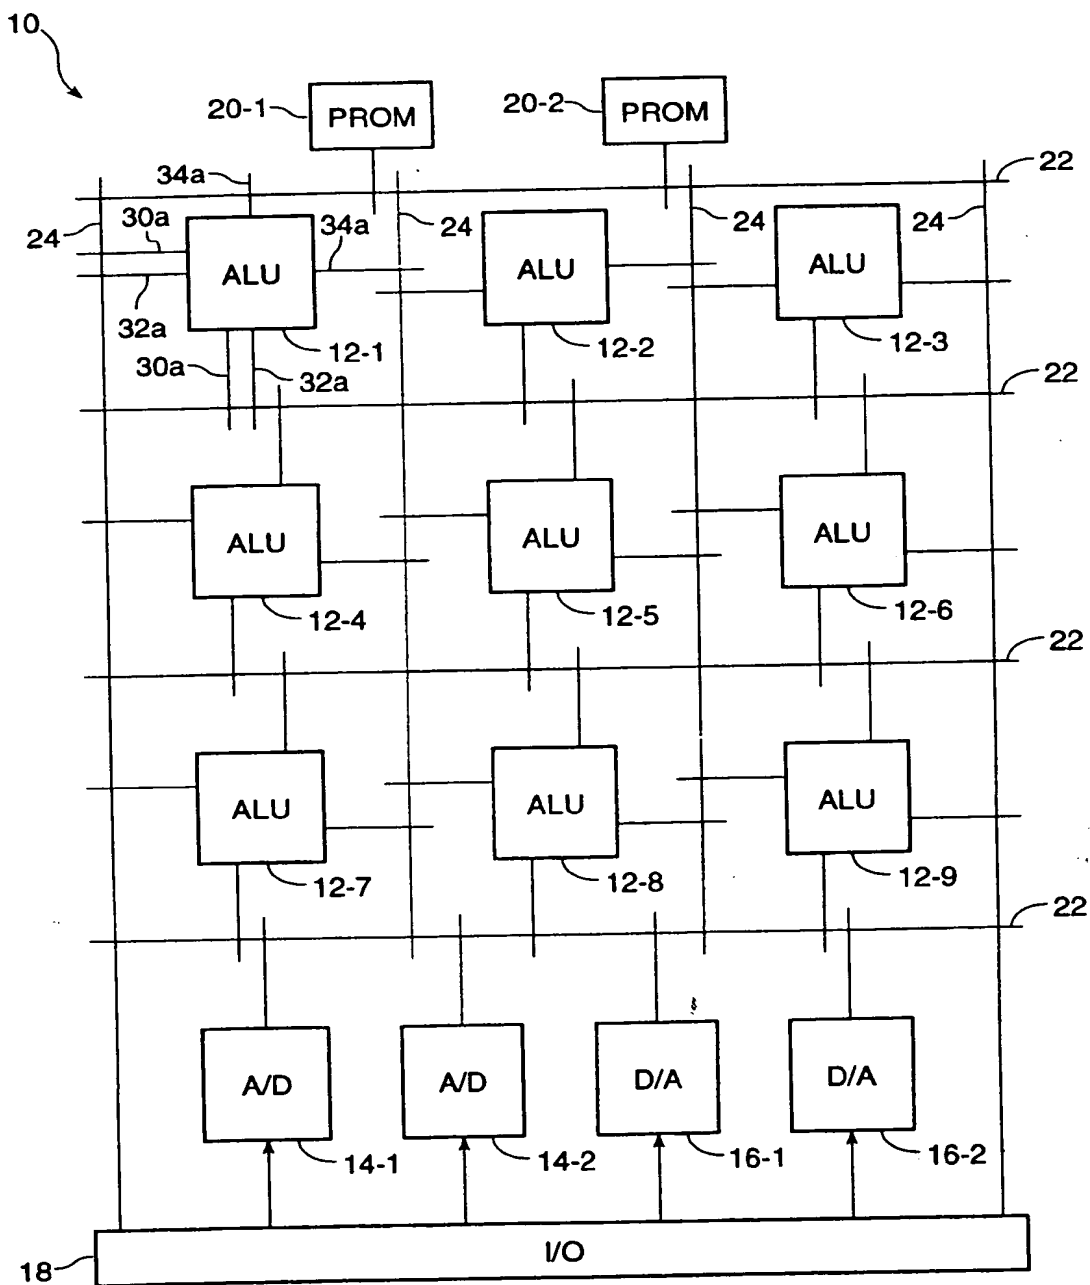 10
20-1
PROM
20-2
PROM
22
34a
24
30a
32a
ALU
34a
24
ALU
24
ALU
24
12-1
12-2
12-3
30a
32a
22
ALU
ALU
ALU
12-4
12-5
12-6
22
ALU
ALU
ALU
12-7
12-8
12-9
22
A/D
A/D
D/A
D/A
14-1
14-2
16-1
16-2
I/O
18